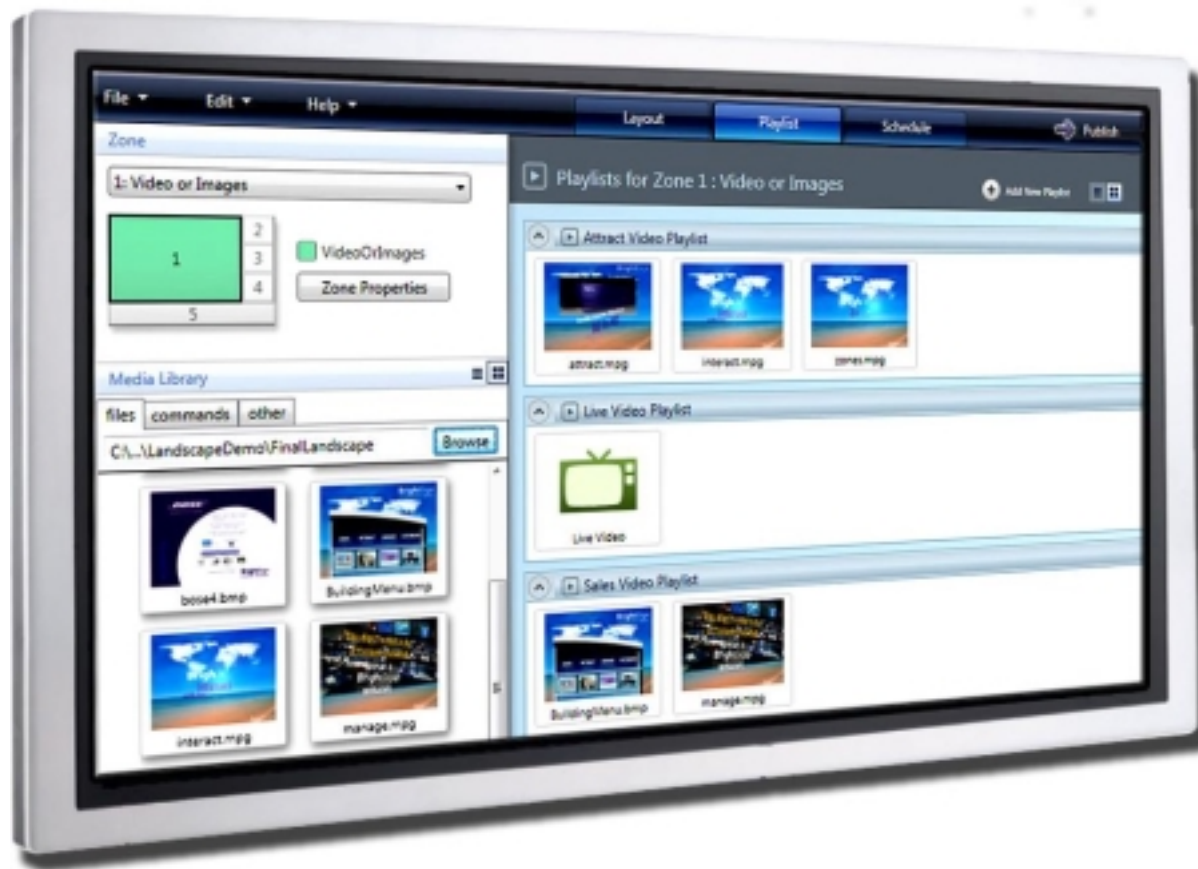 File Edit Help Layout Playlist Schedule Publish
Zone
1: Video or Images
1
2
3
4
5
VideoOrImages
Zone Properties
Media Library
files commands other
C:\...\LandscapeDemo\FinalLandscape Browse
bose4.bmp BuildingMenu.bmp
interact.mpg manage.mpg
Playlists for Zone 1 : Video or Images Add New Playlist
Attract Video Playlist
attract.mpg interact.mpg zones.mpg
Live Video Playlist
Live Video
Sales Video Playlist
BuildingMenu.bmp manage.mpg